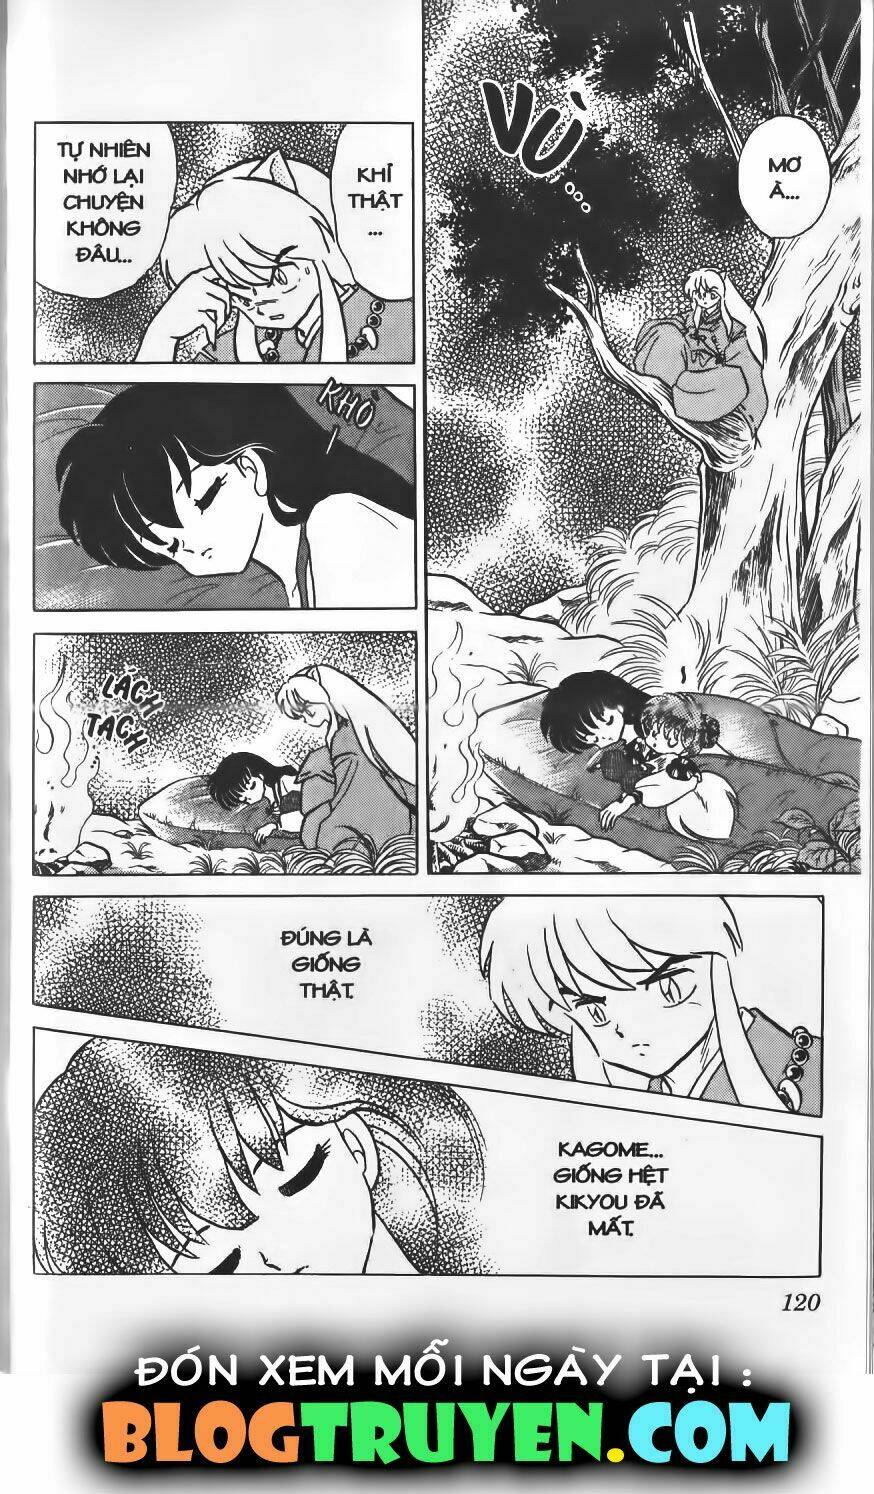 VÙ...
MƠ
À...
KHỈ
THẬT
...
TỰ NHIÊN
NHỚ LẠI
CHUYỆN
KHÔNG
ĐÂU...
KHÒ
LÁCH
TÁCH
ĐÚNG LÀ
GIỐNG
THẬT.
KAGOME...
GIỐNG HỆT
KIKYOU ĐÃ
MẤT.
120
ĐÓN XEM MỖI NGÀY TẠI :
BLOGTRUYEN.COM